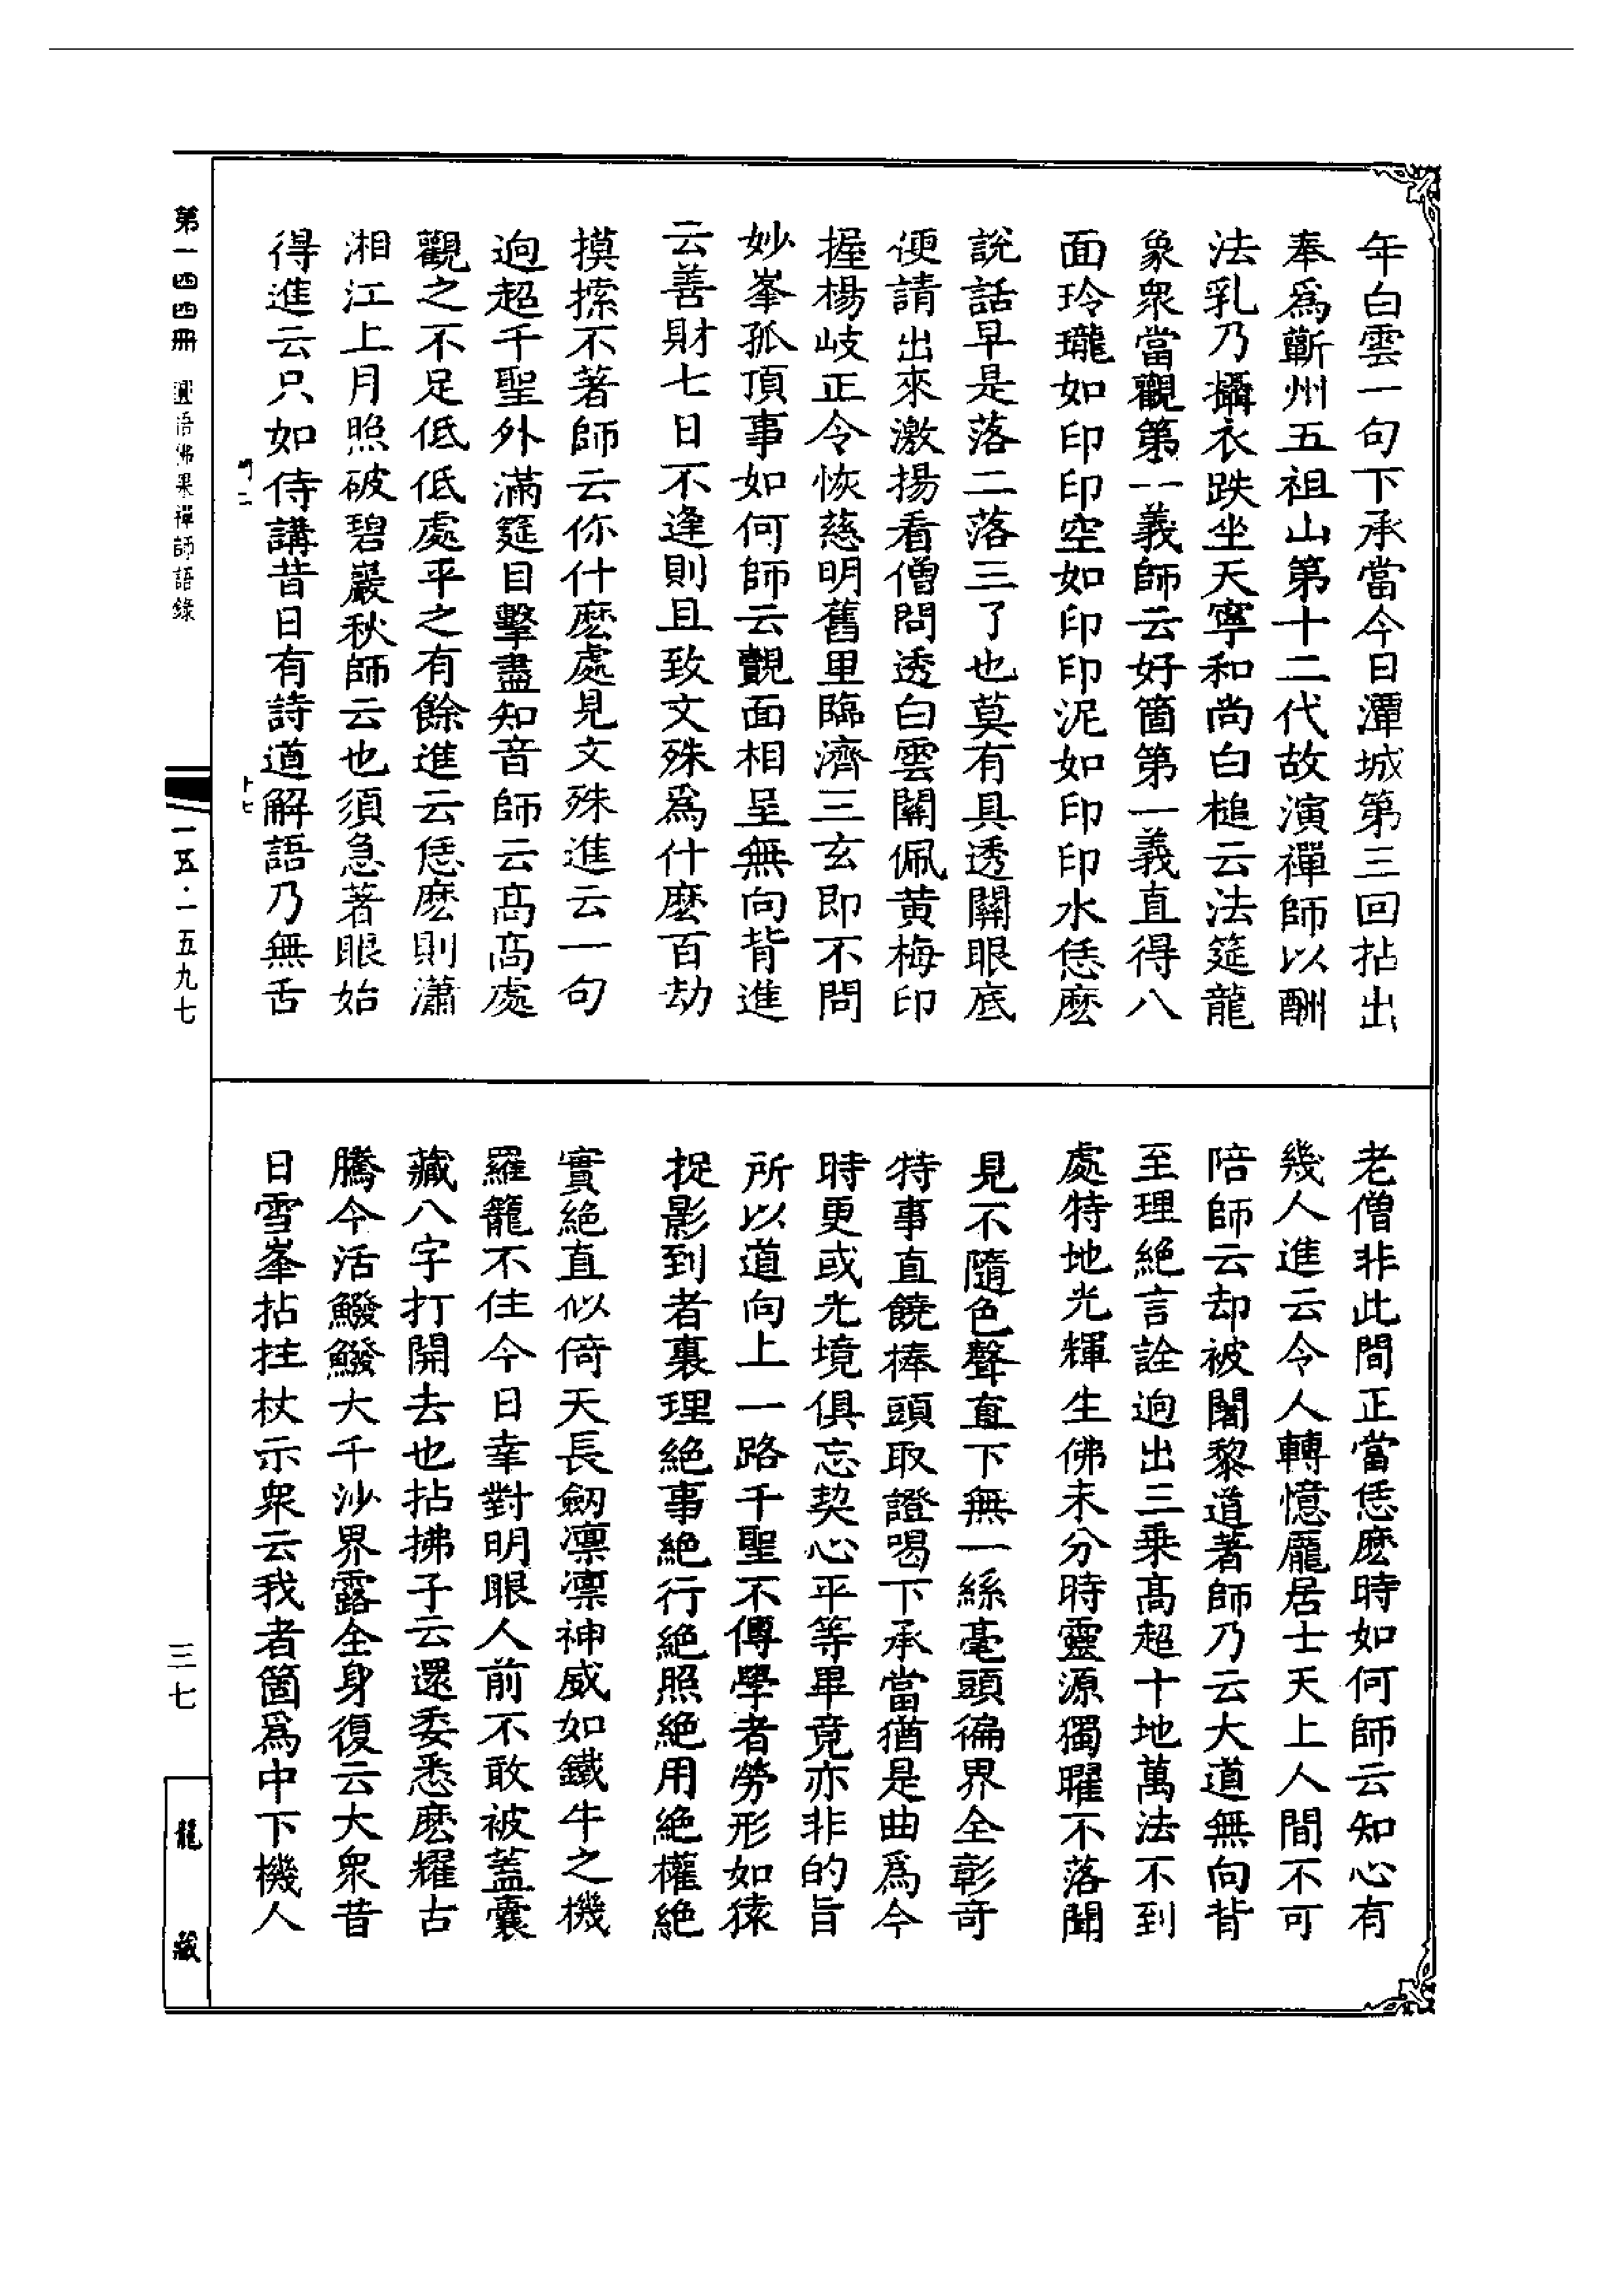 年白雲一句下承當今日潭城第三回拈出
奉爲蘄州五祖山第十二代故演禪師以酬
法乳乃攝衣趺坐天寧和尚白槌云法筵龍
象衆當觀第一義師云好箇第一義直得八
面玲瓏如印印空如印印泥如印印水恁麽
說話早是落二落三了也莫有具透關眼底
便請出來激揚看僧問透白雲關佩黄梅印
握楊岐正令恢慈明舊里臨濟三玄即不問
妙峯孤頂事如何師云覿面相呈無向背進
云善財七日不逢則且致文殊爲什麽百劫
摸搽不著師云你什麽處見文殊進云一句
逈超千聖外滿筵目擊盡知音師云髙髙處
觀之不足低低處平之有餘進云恁麽則瀟
湘江上月照破碧巖秋師云也須急著眼始
得進云只如侍講昔日有詩道解語乃無舌
老僧非此間正當恁麽時如何師云知心有
幾人進云令人轉憶龐居士天上人間不可
陪師云却被闍黎道著師乃云大道無向背
至理絕言詮逈出三乗髙超十地萬法不到
處特地光輝生佛未分時靈源獨曜不落聞
見不隨色聲直下無一絲毫頭徧界全彰奇
特事直饒棒頭取證喝下承當猶是曲爲今
時更或光境俱忘契心平等畢竟亦非的旨
所以道向上一路千聖不傳學者勞形如猿
捉影到者裏理絕事絕行絕照絕用絕權絕
實絕直似倚天長劒凛凛神威如鐵牛之機
羅籠不住今日幸對明眼人前不敢被蓋囊
藏八字打開去也拈拂子云還委悉麽耀古
騰今活鱍鱍大千沙界露全身復云大衆昔
日雪峯拈拄杖示衆云我者箇爲中下機人
十七
第一四四冊 圜悟佛果禪師語錄
一五·一五九七
三七
龍藏